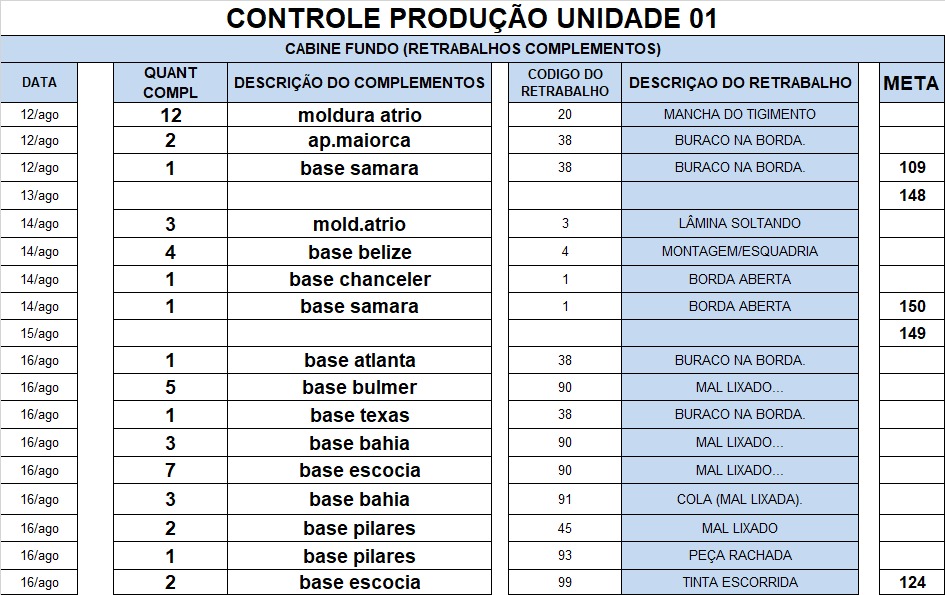 CONTROLE PRODUÇÃO UNIDADE 01
CABINE FUNDO (RETRABALHOS COMPLEMENTOS)
DATA QUANT COMPL DESCRIÇÃO DO COMPLEMENTOS CODIGO DO RETRABALHO DESCRIÇAO DO RETRABALHO META
12/ago 12 moldura atrio 20 MANCHA DO TIGIMENTO
12/ago 2 ap.maiorca 38 BURACO NA BORDA.
12/ago 1 base samara 38 BURACO NA BORDA. 109
13/ago 148
14/ago 3 mold.atrio 3 LÂMINA SOLTANDO
14/ago 4 base belize 4 MONTAGEM/ESQUADRIA
14/ago 1 base chanceler 1 BORDA ABERTA
14/ago 1 base samara 1 BORDA ABERTA 150
15/ago 149
16/ago 1 base atlanta 38 BURACO NA BORDA.
16/ago 5 base bulmer 90 MAL LIXADO...
16/ago 1 base texas 38 BURACO NA BORDA.
16/ago 3 base bahia 90 MAL LIXADO...
16/ago 7 base escocia 90 MAL LIXADO...
16/ago 3 base bahia 91 COLA (MAL LIXADA).
16/ago 2 base pilares 45 MAL LIXADO
16/ago 1 base pilares 93 PEÇA RACHADA
16/ago 2 base escocia 99 TINTA ESCORRIDA 124